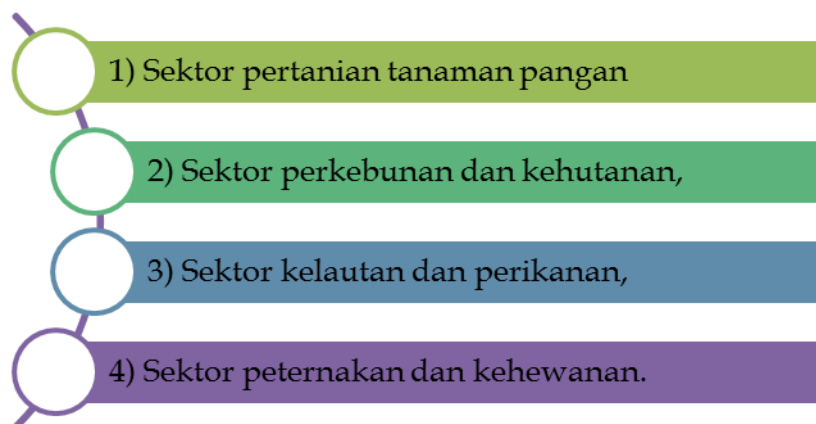 1) Sektor pertanian tanaman pangan
2) Sektor perkebunan dan kehutanan,
3) Sektor kelautan dan perikanan,
4) Sektor peternakan dan kehewanan.